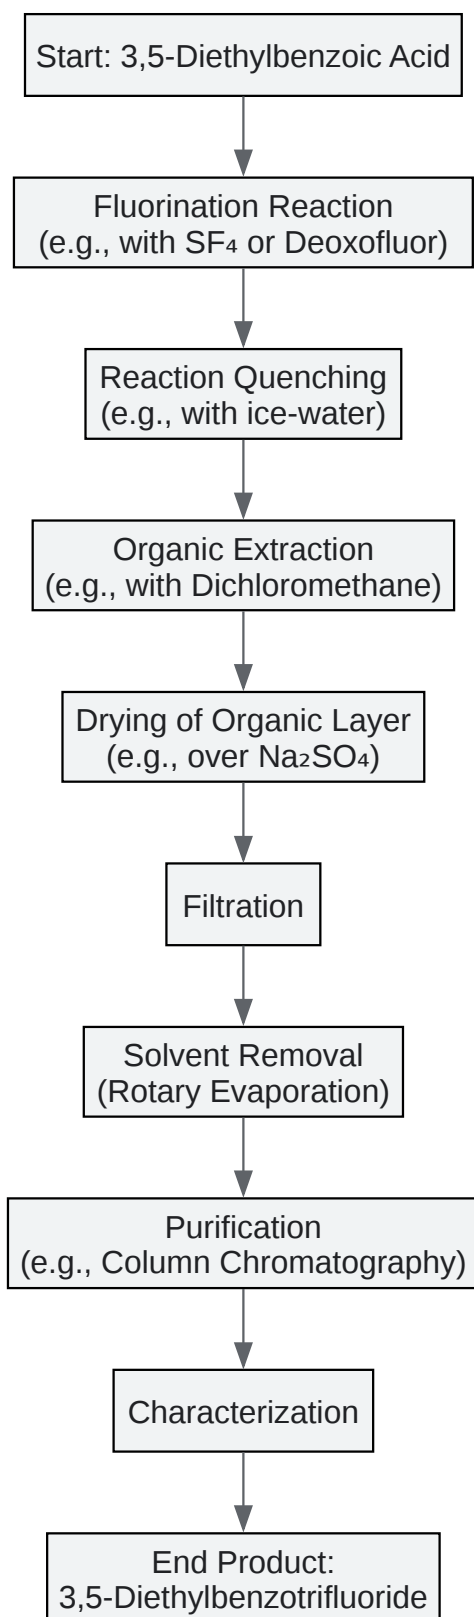 Start: 3,5-Diethylbenzoic Acid
Fluorination Reaction
(e.g., with SF₄ or Deoxofluor)
Reaction Quenching
(e.g., with ice-water)
Organic Extraction
(e.g., with Dichloromethane)
Drying of Organic Layer
(e.g., over Na₂SO₄)
Filtration
Solvent Removal
(Rotary Evaporation)
Purification
(e.g., Column Chromatography)
Characterization
End Product:
3,5-Diethylbenzotrifluoride